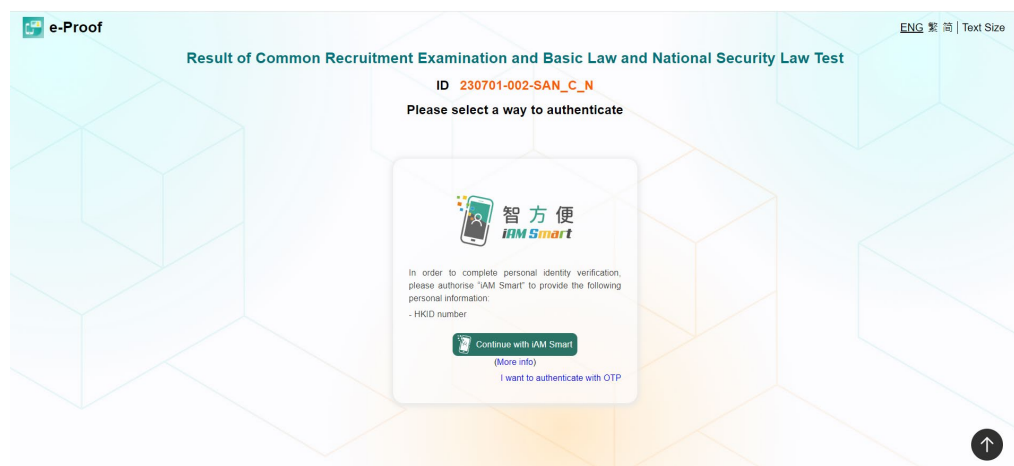 e-Proof
ENG 繁 简 | Text Size
Result of Common Recruitment Examination and Basic Law and National Security Law Test
ID 230701-002-SAN_C_N
Please select a way to authenticate
智方便
iAM Smart
In order to complete personal identity verification,
please authorise "iAM Smart" to provide the following
personal information:
- HKID number
Continue with iAM Smart
(More info)
I want to authenticate with OTP